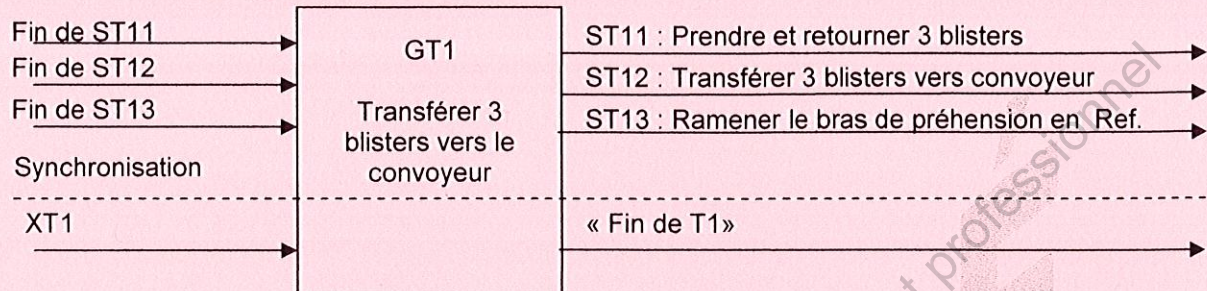 Fin de ST11
Fin de ST12
Fin de ST13
Synchronisation
XT1
GT1
Transférer 3
blisters vers le
convoyeur
ST11 : Prendre et retourner 3 blisters
ST12 : Transférer 3 blisters vers convoyeur
ST13 : Ramener le bras de préhension en Ref.
« Fin de T1»
professionnel